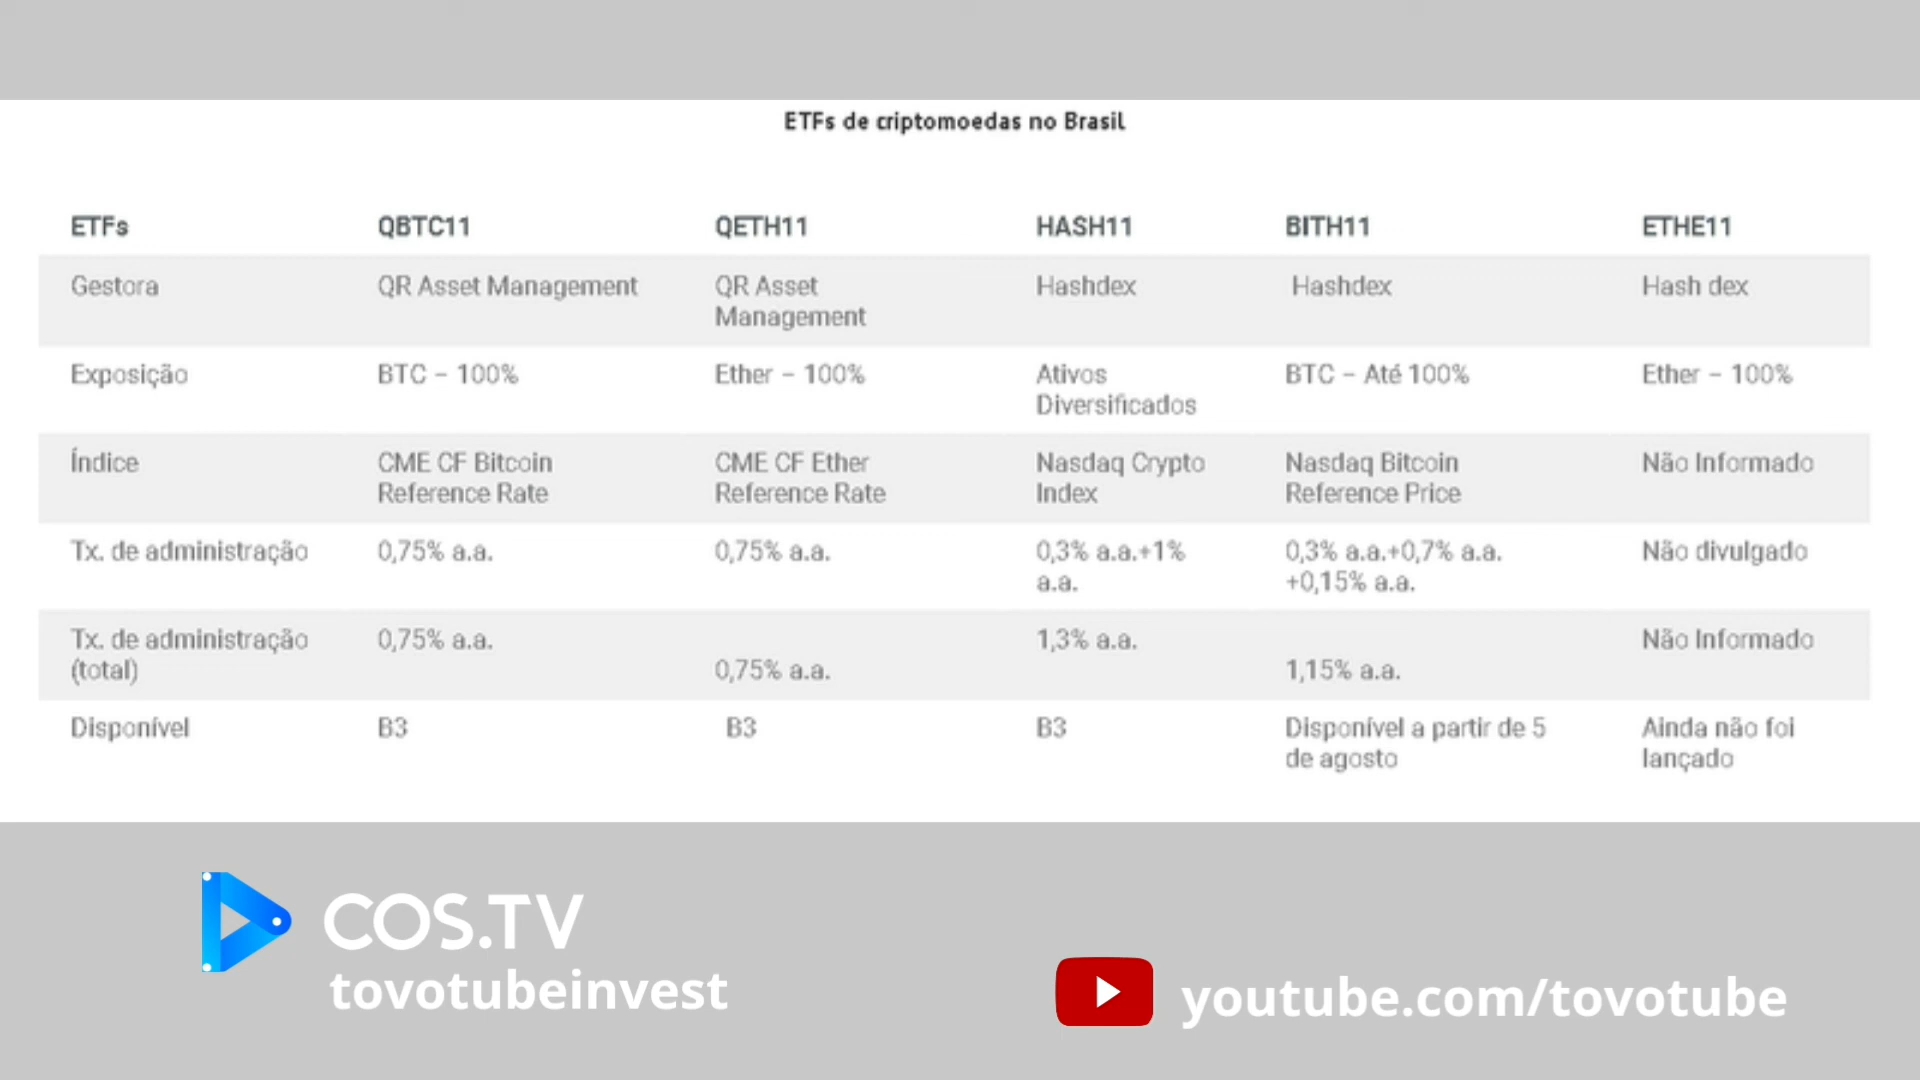 ETFs de criptomoedas no Brasil
ETFs QBTC11 QETH11 HASH11 BITH11 ETHE11
Gestora QR Asset Management QR Asset Hashdex Hashdex Hash dex
Management
Exposição BTC – 100% Ether – 100% Ativos BTC – Até 100% Ether – 100%
Diversificados
Índice CME CF Bitcoin CME CF Ether Nasdaq Crypto Nasdaq Bitcoin Não Informado
Reference Rate Reference Rate Index Reference Price
Tx. de administração 0,75% a.a. 0,75% a.a. 0,3% a.a.+1% 0,3% a.a.+0,7% a.a. Não divulgado
a.a. +0,15% a.a.
Tx. de administração 0,75% a.a. 1,3% a.a. Não Informado
(total) 0,75% a.a. 1,15% a.a.
Disponível B3 B3 B3 Disponível a partir de 5 Ainda não foi
de agosto lançado
COS.TV
tovotubeinvest
youtube.com/tovotube